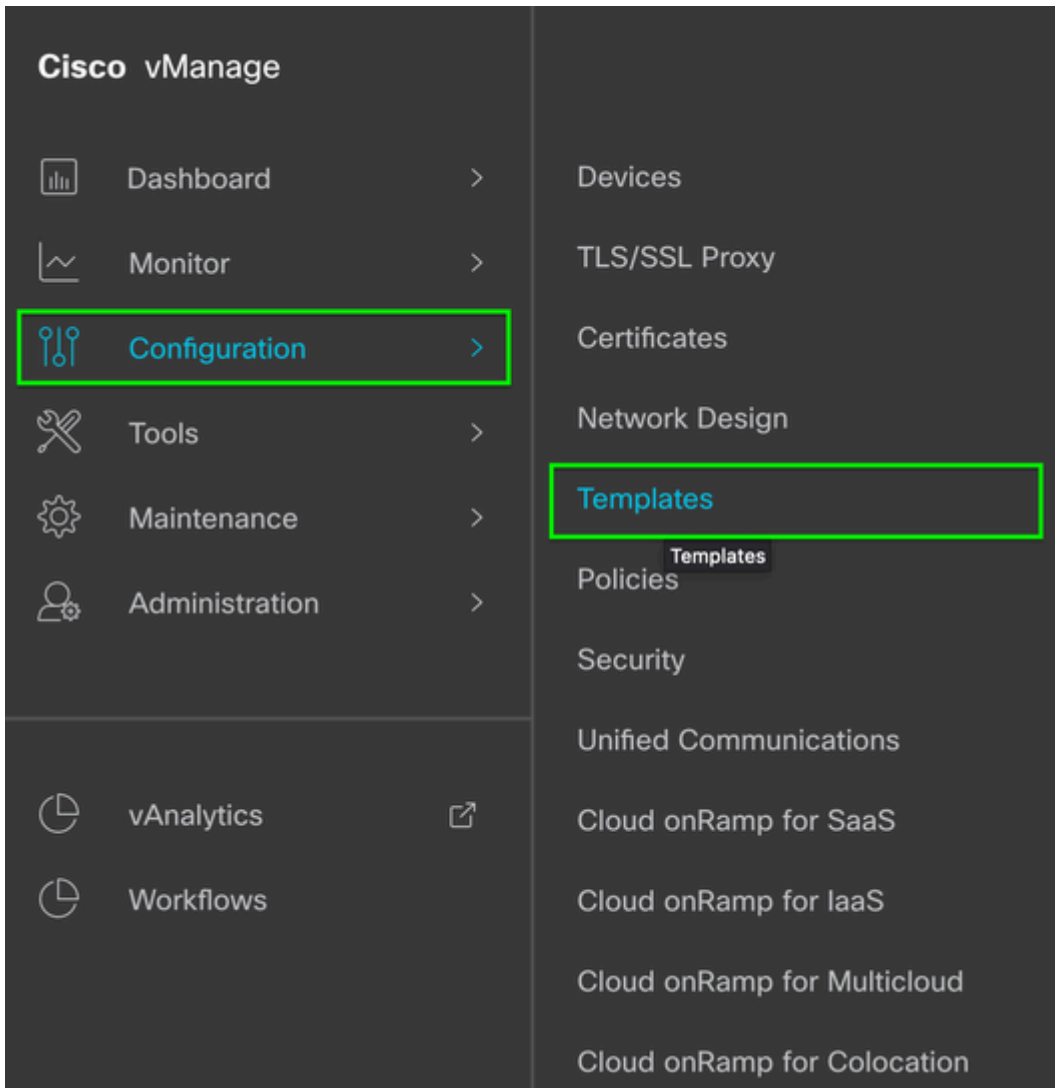 Cisco vManage
Dashboard
Monitor
Configuration
Tools
Maintenance
Administration
vAnalytics
Workflows
Devices
TLS/SSL Proxy
Certificates
Network Design
Templates
Templates
Policies
Security
Unified Communications
Cloud onRamp for SaaS
Cloud onRamp for IaaS
Cloud onRamp for Multicloud
Cloud onRamp for Colocation